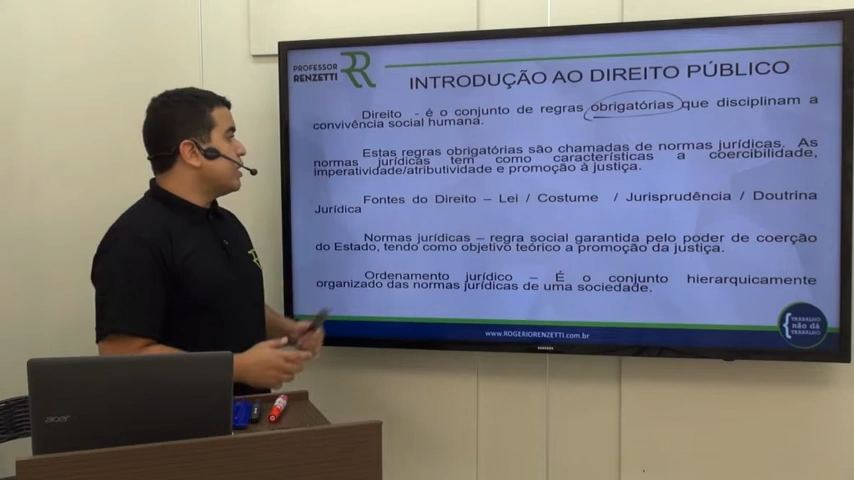 PROFESSOR
RENZETTI
INTRODUÇÃO AO DIREITO PÚBLICO
Direito - é o conjunto de regras obrigatórias que disciplinam a
convivência social humana.
Estas regras obrigatórias são chamadas de normas jurídicas. As
normas jurídicas tem como características a coercibilidade,
imperatividade/atributividade e promoção à justiça.
Fontes do Direito – Lei / Costume / Jurisprudência / Doutrina
Jurídica
Normas jurídicas – regra social garantida pelo poder de coerção
do Estado, tendo como objetivo teórico a promoção da justiça.
Ordenamento jurídico – É o conjunto hierarquicamente
organizado das normas jurídicas de uma sociedade.
www.ROGERIORENZETTI.com.br
TRABALHO
não dá
TRABALHO
acer